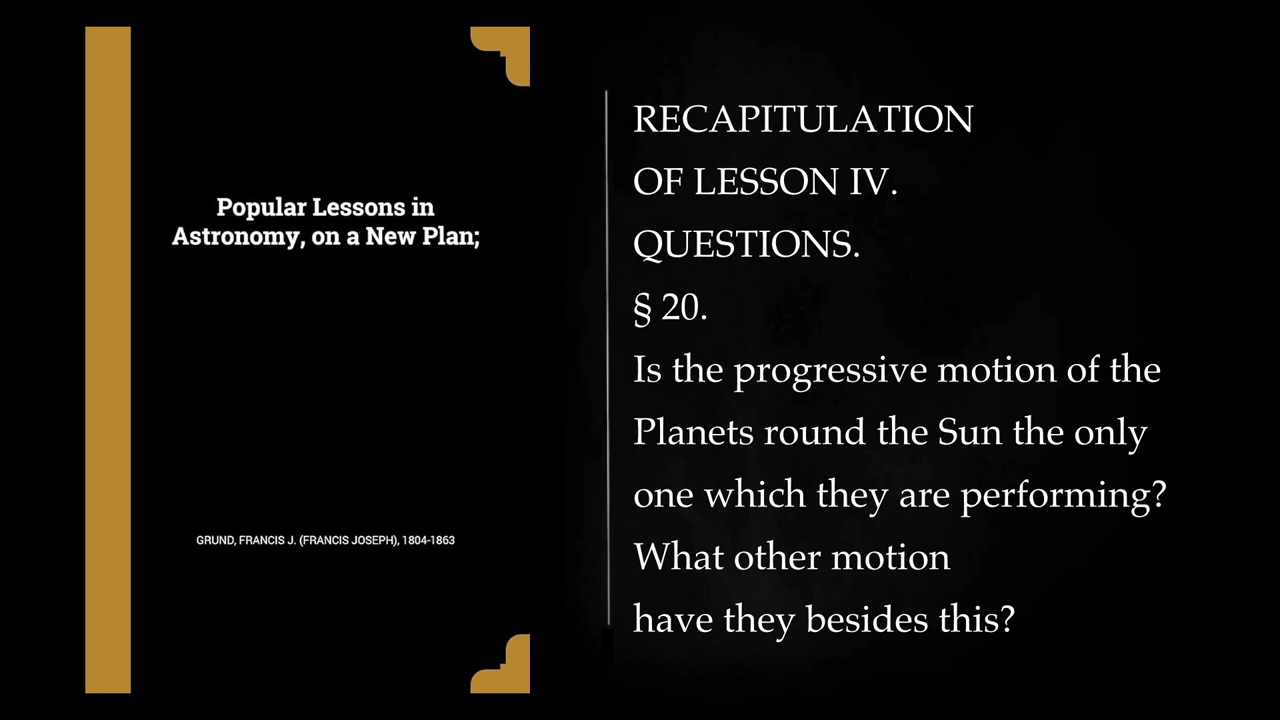 Popular Lessons in
Astronomy, on a New Plan;
GRUND, FRANCIS J. (FRANCIS JOSEPH), 1804-1863
RECAPITULATION
OF LESSON IV.
QUESTIONS.
§ 20.
Is the progressive motion of the
Planets round the Sun the only
one which they are performing?
What other motion
have they besides this?